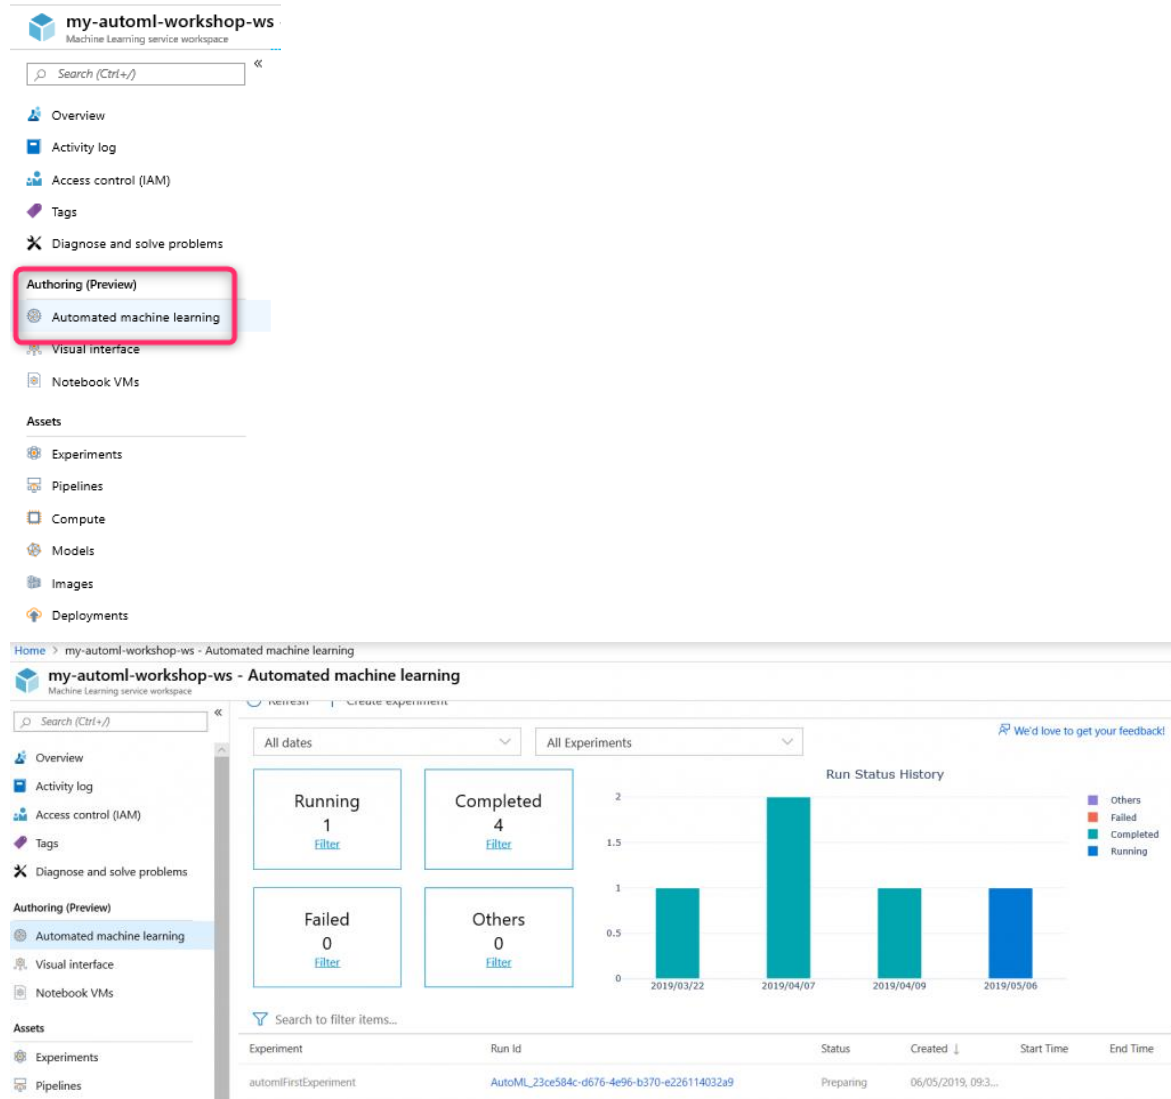 my-automl-workshop-ws
Machine Learning service workspace
Search (Ctrl+/)
«
Overview
Activity log
Access control (IAM)
Tags
Diagnose and solve problems
Authoring (Preview)
Automated machine learning
Visual interface
Notebook VMs
Assets
Experiments
Pipelines
Compute
Models
Images
Deployments
Home > my-automl-workshop-ws - Automated machine learning
my-automl-workshop-ws - Automated machine learning
Machine Learning service workspace
Search (Ctrl+/)
«
Overview
Activity log
Access control (IAM)
Tags
Diagnose and solve problems
Authoring (Preview)
Automated machine learning
Visual interface
Notebook VMs
Assets
Experiments
Pipelines
Refresh Create experiment
We'd love to get your feedback!
All dates
All Experiments
Running
1
Filter
Completed
4
Filter
Failed
0
Filter
Others
0
Filter
Run Status History
2
1.5
1
0.5
0
2019/03/22 2019/04/07 2019/04/09 2019/05/06
Others
Failed
Completed
Running
Search to filter items...
Experiment Run Id Status Created ↓ Start Time End Time
automlFirstExperiment AutoML_23ce584c-d676-4e96-b370-e226114032a9 Preparing 06/05/2019, 09:3...